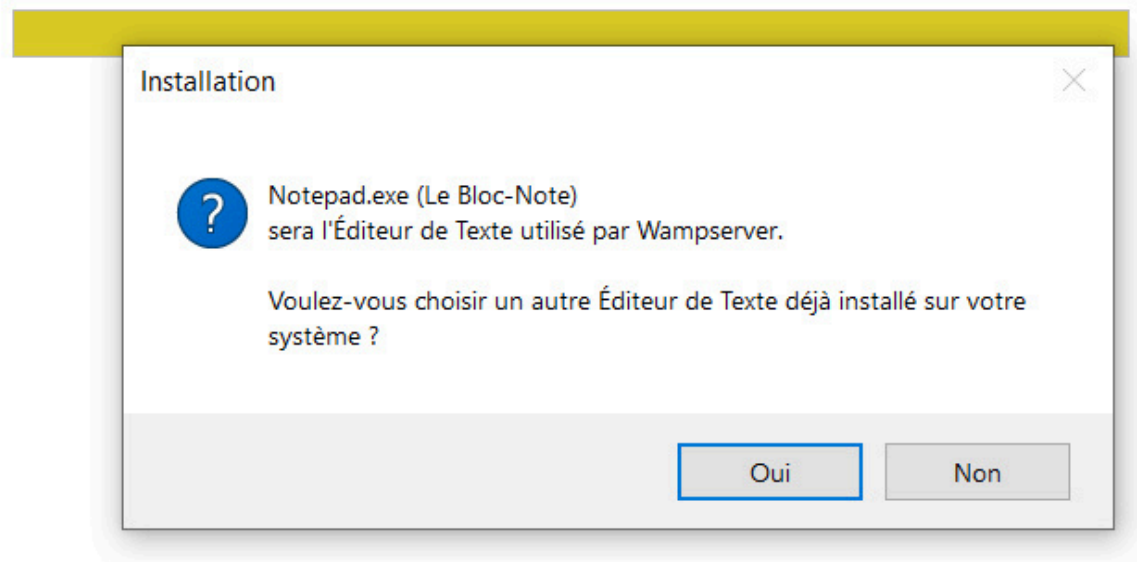 Installation
?
Notepad.exe (Le Bloc-Note)
sera l'Éditeur de Texte utilisé par Wampserver.
Voulez-vous choisir un autre Éditeur de Texte déjà installé sur votre
système ?
Oui
Non